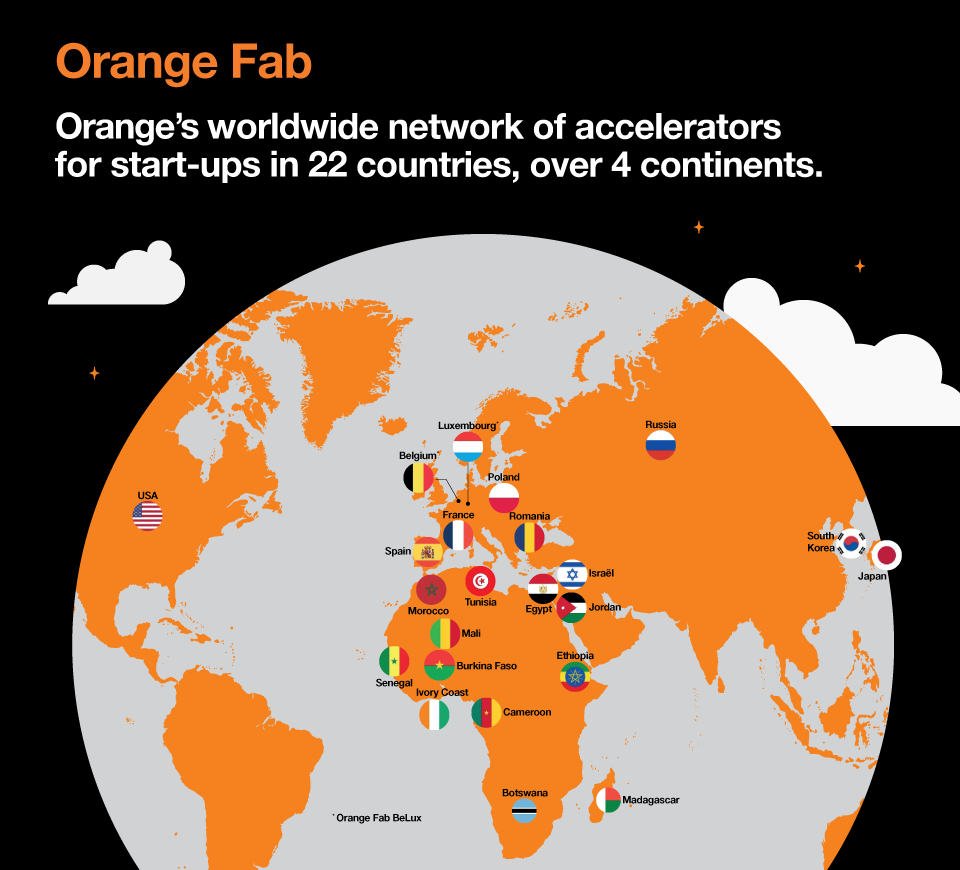 Orange Fab
Orange's worldwide network of accelerators
for start-ups in 22 countries, over 4 continents.
Luxembourg*
Russia
Belgium*
Poland
USA
France
Romania
South
Korea
Spain
Israël
Japan
Tunisia
Morocco
Egypt
Jordan
Mali
Ethiopia
Burkina Faso
Senegal
Ivory Coast
Cameroon
Botswana
Madagascar
*Orange Fab BeLux